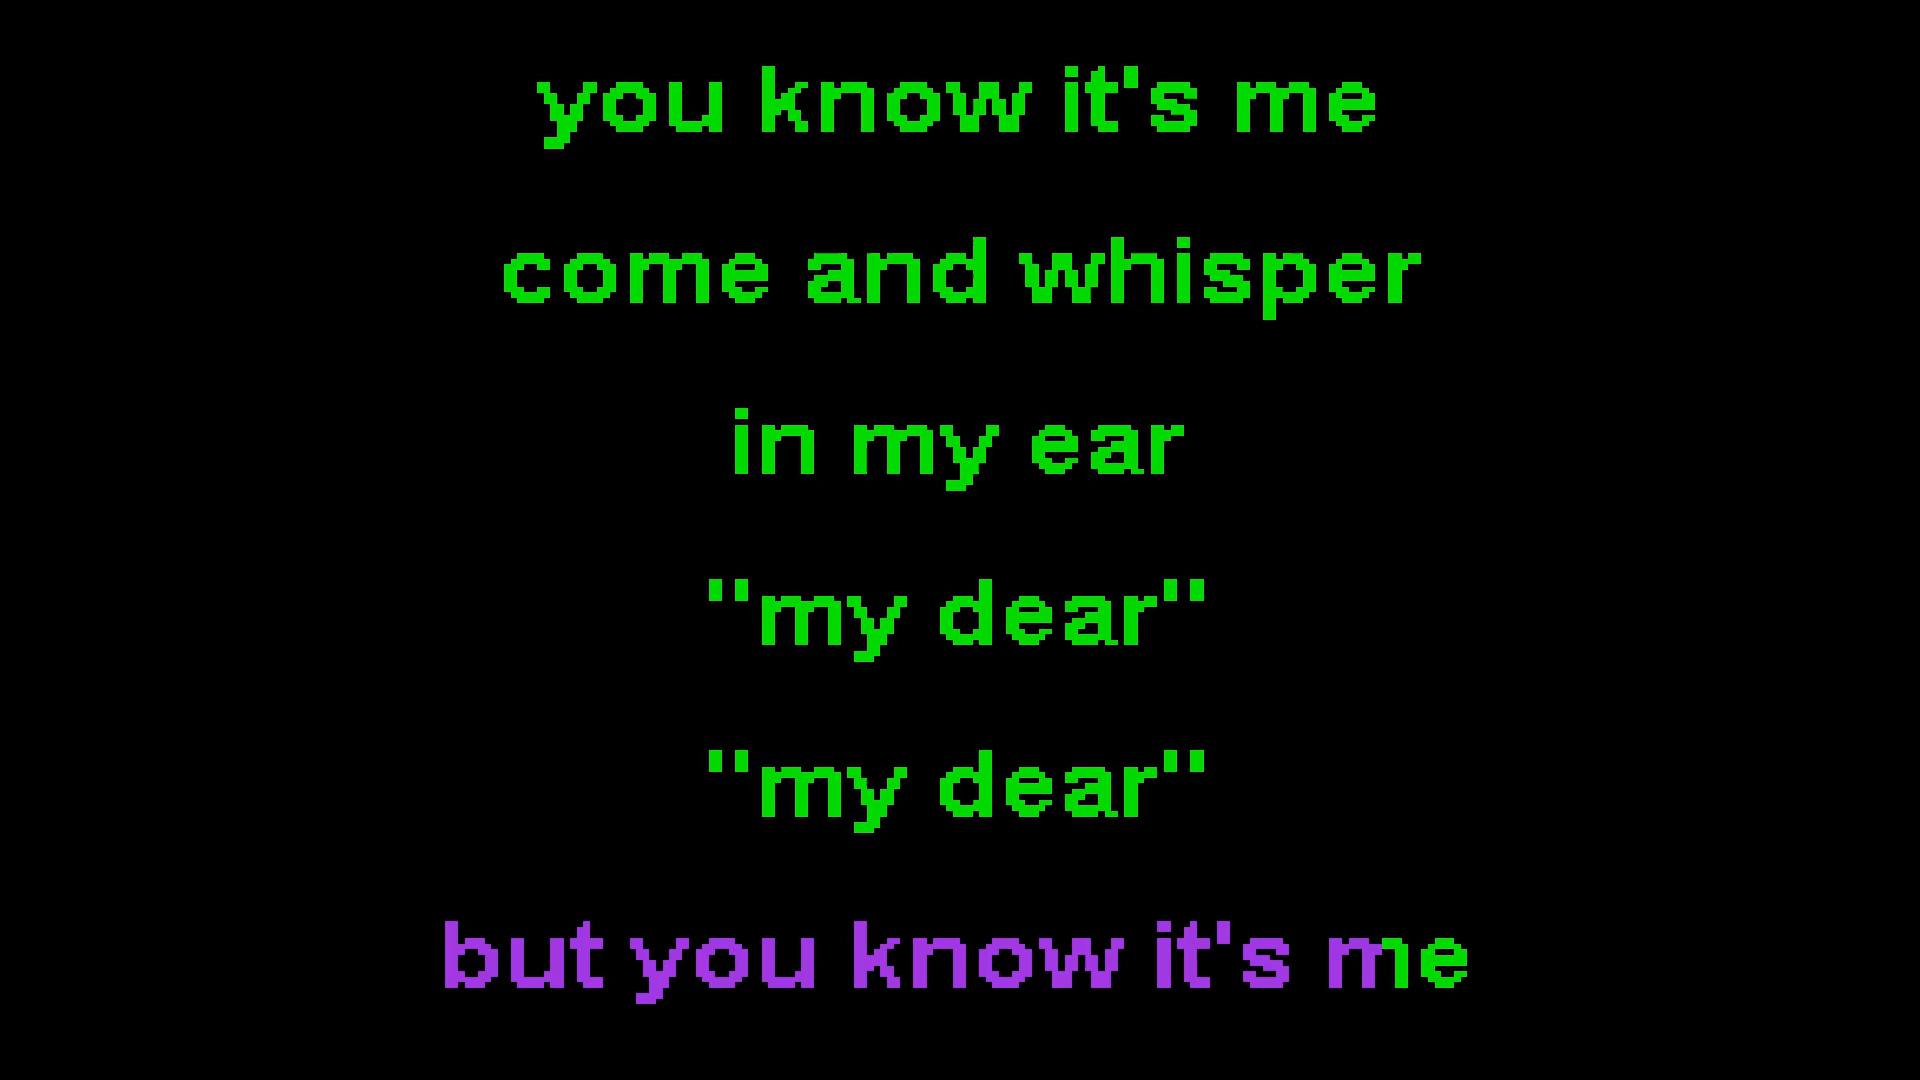 you know it's me
come and whisper
in my ear
"my dear"
"my dear"
but you know it's me